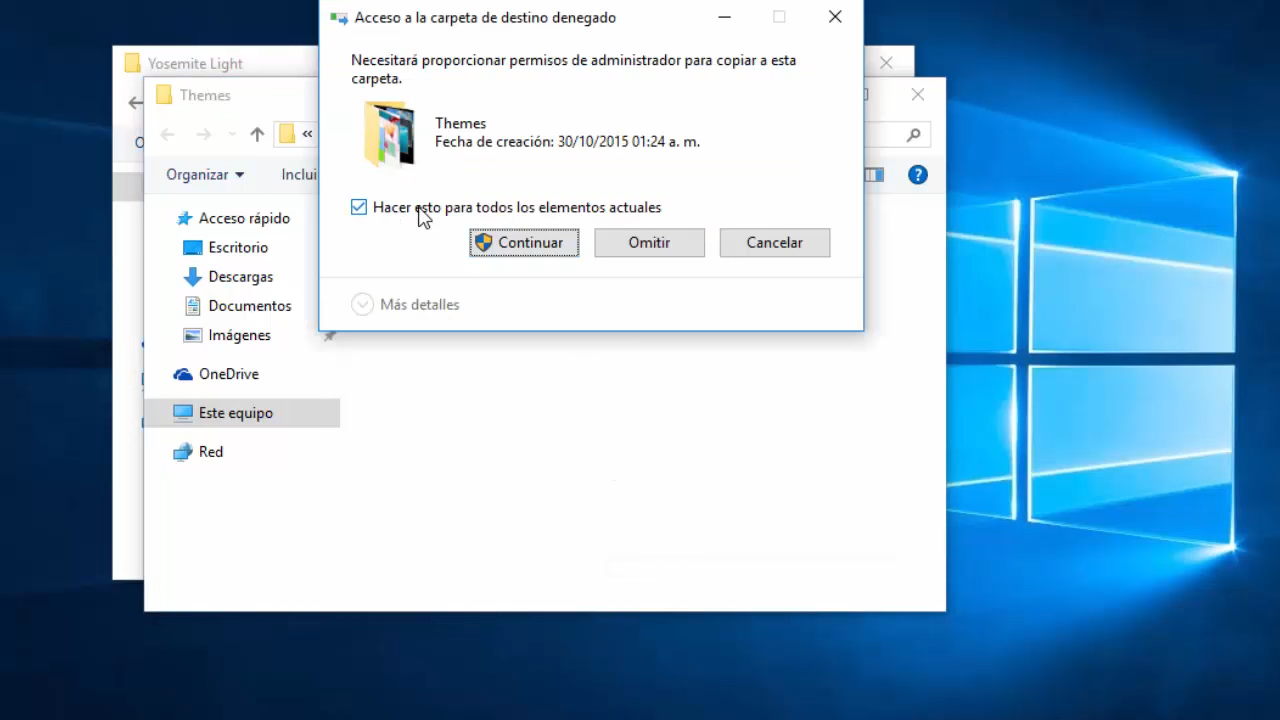 Acceso a la carpeta de destino denegado
Necesitará proporcionar permisos de administrador para copiar a esta
carpeta.
Themes
Fecha de creación: 30/10/2015 01:24 a. m.
Hacer esto para todos los elementos actuales
Continuar Omitir Cancelar
Más detalles
Yosemite Light
Themes
«
Organizar
Inclui
Acceso rápido
Escritorio
Descargas
Documentos
Imágenes
OneDrive
Este equipo
Red